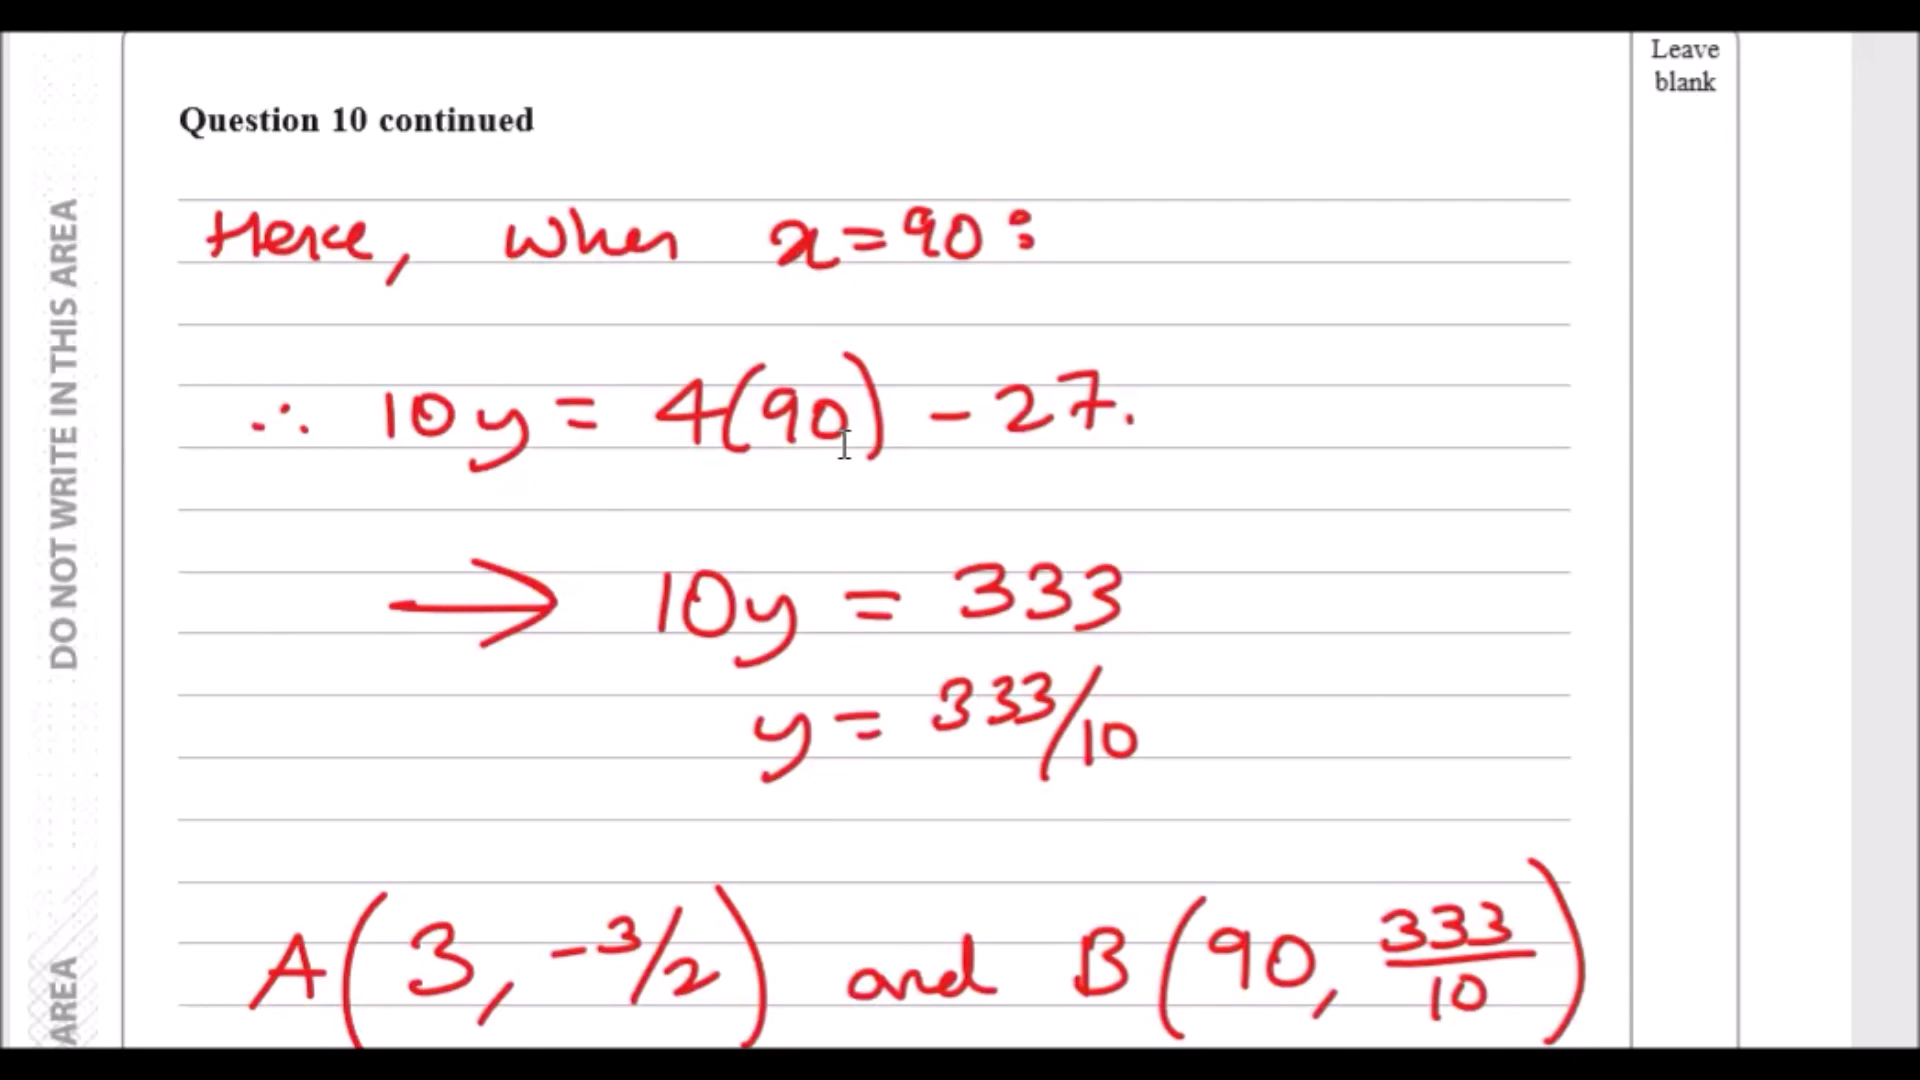 Leave
blank
Question 10 continued
DO NOT WRITE IN THIS AREA
Hence, when x=90:
∴ 10y = 4(90) - 27.
→ 10y = 333
y = 333/10
A(3, -3/2) and B(90, 333/10)
AREA